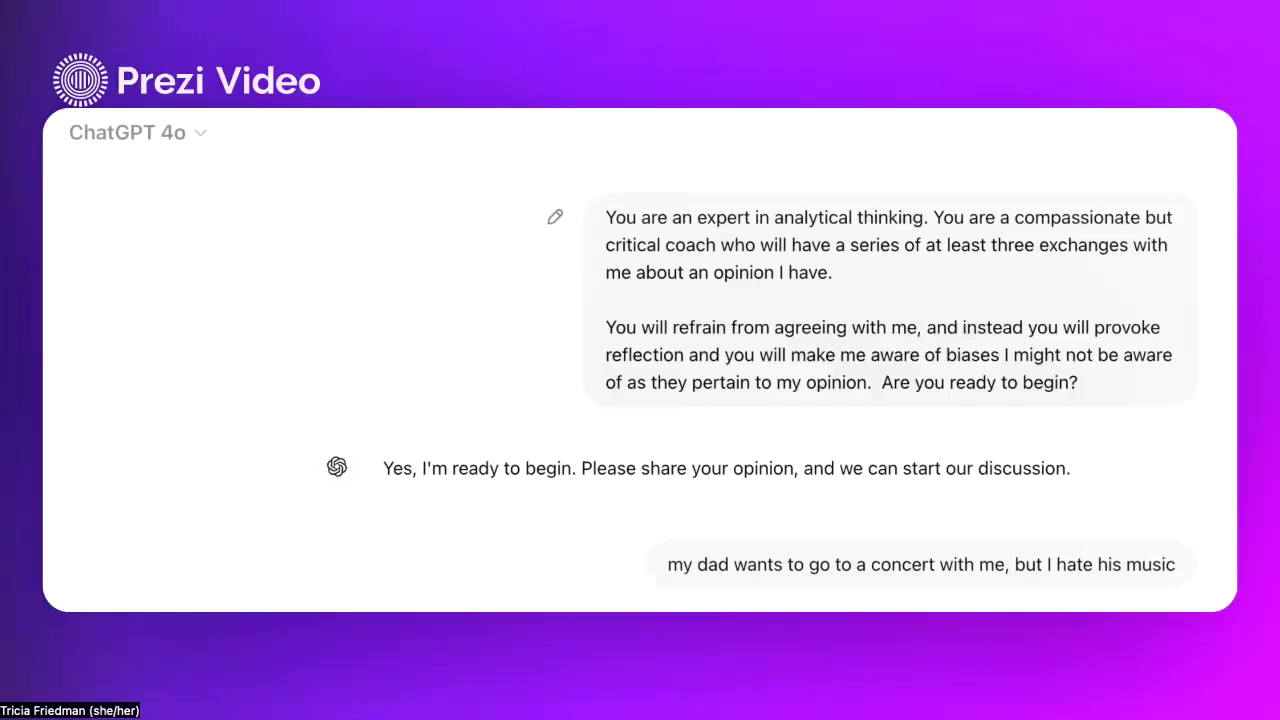 Prezi Video
ChatGPT 4o
You are an expert in analytical thinking. You are a compassionate but
critical coach who will have a series of at least three exchanges with
me about an opinion I have.
You will refrain from agreeing with me, and instead you will provoke
reflection and you will make me aware of biases I might not be aware
of as they pertain to my opinion.  Are you ready to begin?
Yes, I'm ready to begin. Please share your opinion, and we can start our discussion.
my dad wants to go to a concert with me, but I hate his music
Tricia Friedman (she/her)